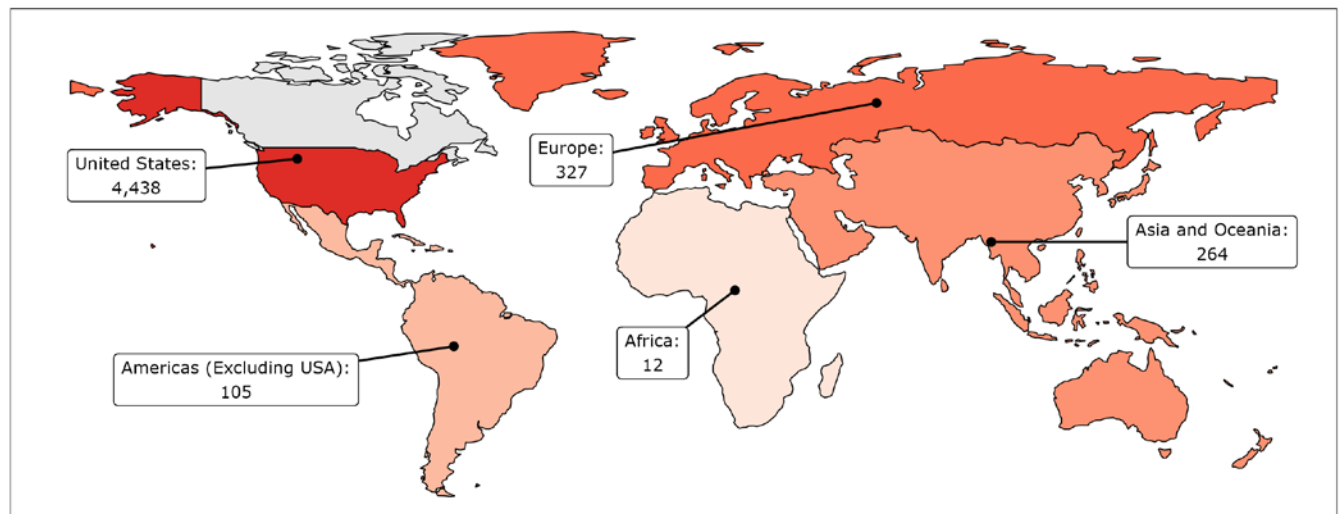 United States:
4,438
Europe:
327
Asia and Oceania:
264
Americas (Excluding USA):
105
Africa:
12